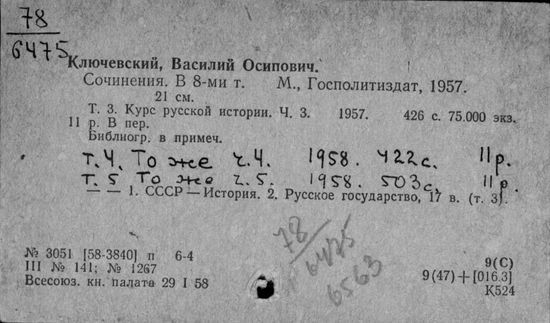 78
6475
Ключевский, Василий Осипович.
Сочинения. В 8-ми т. М., Госполитиздат, 1957.
21 см.
Т. 3. Курс русской истории. Ч. 3. 1957. 426 с. 75.000 экз.
11 р. В пер.
Библиогр. в примеч.
т.4. То же ч.4. 1958. 422 с. 11 р.
т.5 То же ч.5. 1958. 503 с. 11 р.
— — 1. СССР — История. 2. Русское государство, 17 в. (т. 3).
78
6475
6563
№ 3051 [58-3840] п 6-4
III № 141; № 1267
Всесоюз. кн. палата 29 I 58
9(С)
9(47)+[016.3]
К524